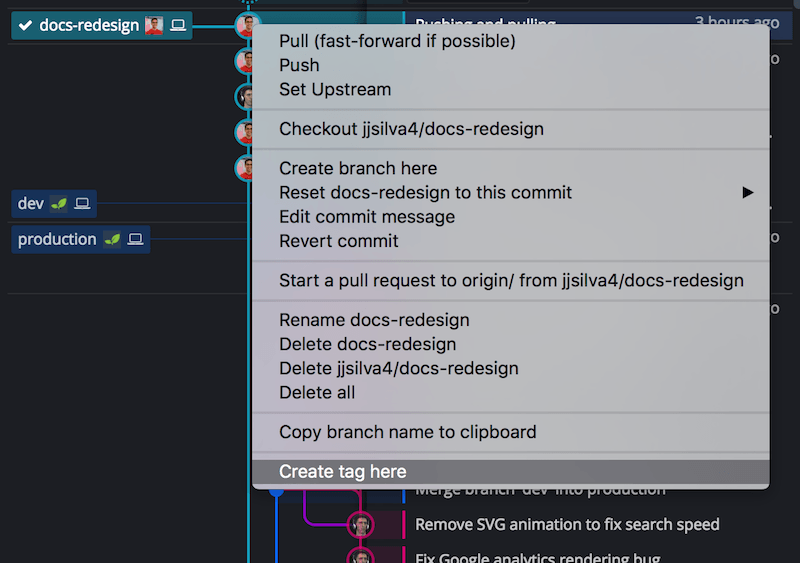 docs-redesign
Pushing and pulling
3 hours ago
Pull (fast-forward if possible)
Push
Set Upstream
Checkout jjsilva4/docs-redesign
Create branch here
Reset docs-redesign to this commit
Edit commit message
Revert commit
dev
production
Start a pull request to origin/ from jjsilva4/docs-redesign
Rename docs-redesign
Delete docs-redesign
Delete jjsilva4/docs-redesign
Delete all
Copy branch name to clipboard
Create tag here
Merge branch 'dev' into production
Remove SVG animation to fix search speed
Fix Google analytics rendering bug